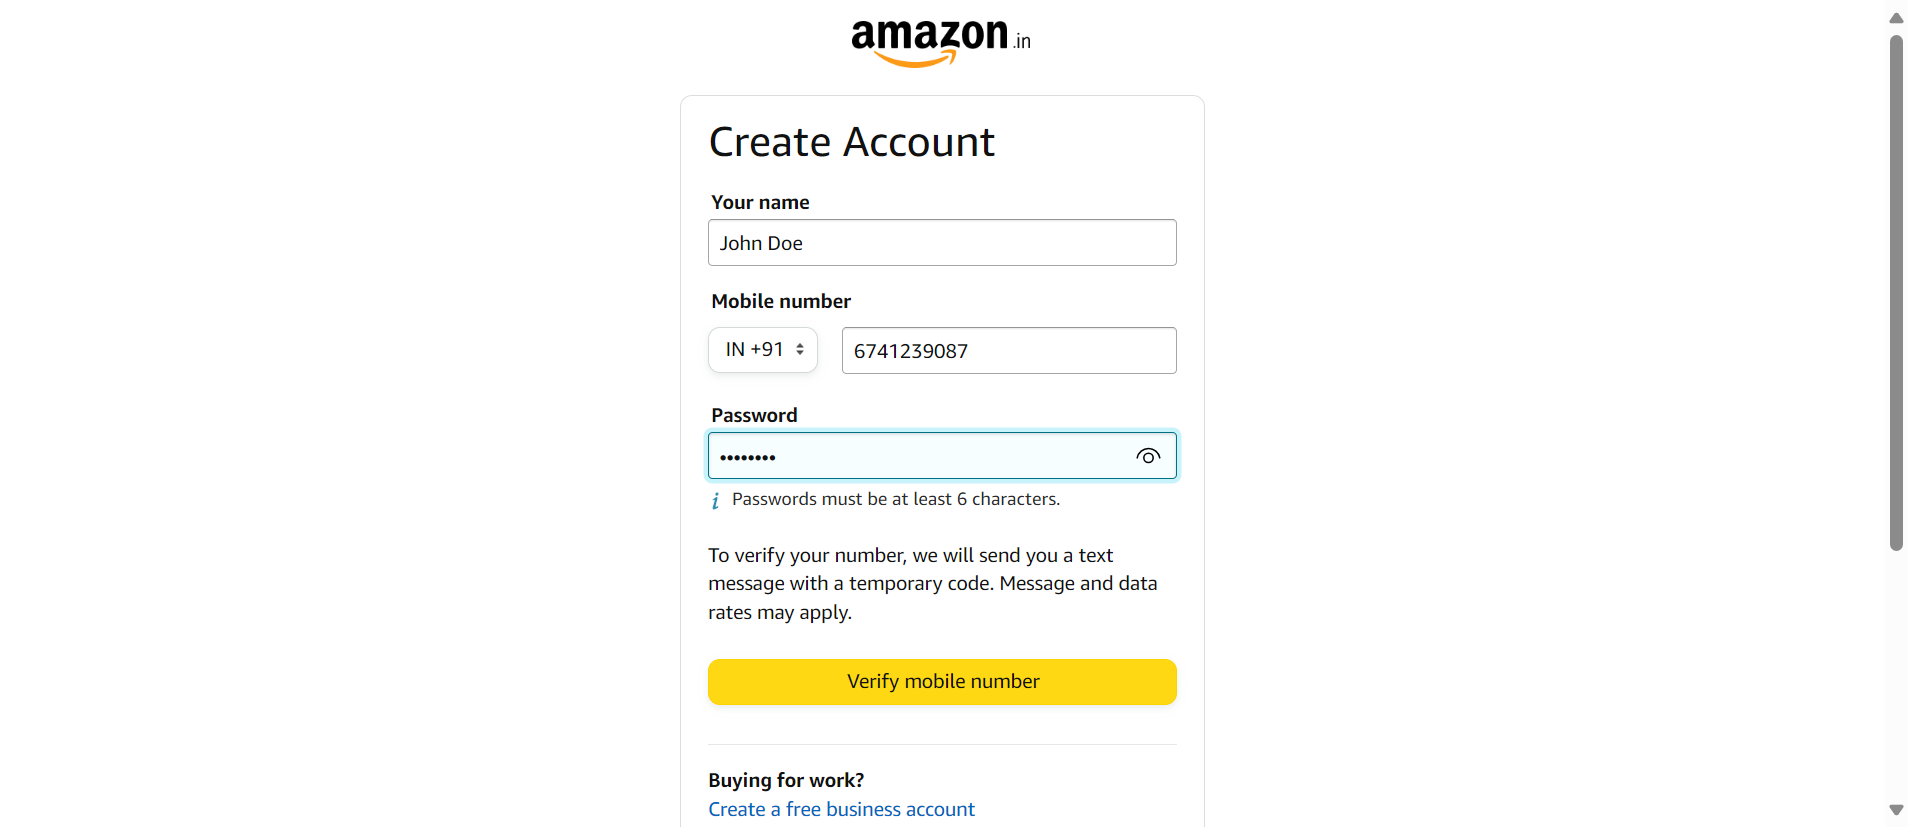 amazon.in
Create Account
Your name
John Doe
Mobile number
IN +91
6741239087
Password
••••••••
i Passwords must be at least 6 characters.
To verify your number, we will send you a text
message with a temporary code. Message and data
rates may apply.
Verify mobile number
Buying for work?
Create a free business account